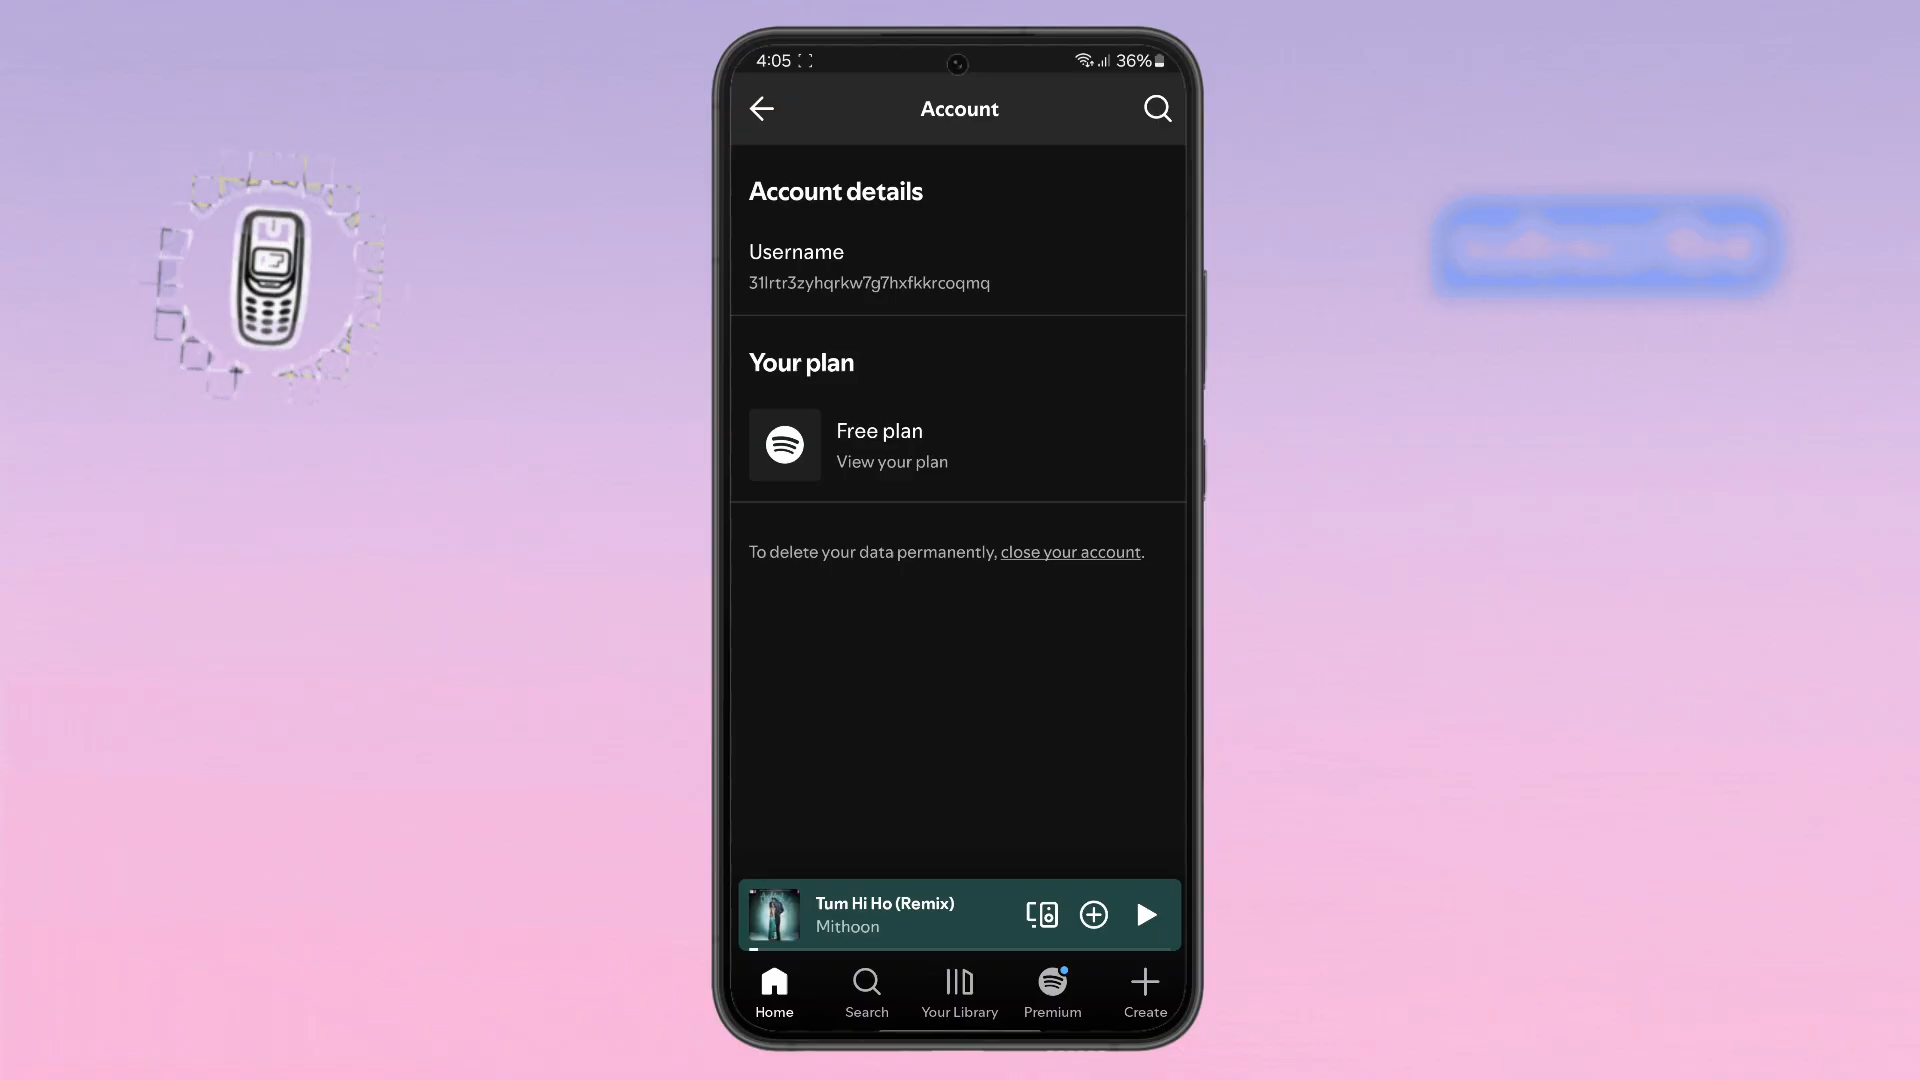 4:05
36%
Account
Account details
Username
31lrtr3zyhqrkw7g7hxfkkrcoqmq
Your plan
Free plan
View your plan
To delete your data permanently, close your account.
Tum Hi Ho (Remix)
Mithoon
Home
Search
Your Library
Premium
Create